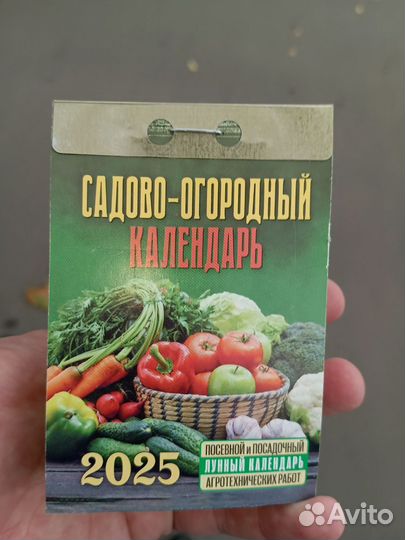 САДОВО-ОГОРОДНЫЙ
КАЛЕНДАРЬ
2025
ПОСЕВНОЙ и ПОСАДОЧНЫЙ
ЛУННЫЙ КАЛЕНДАРЬ
АГРОТЕХНИЧЕСКИХ РАБОТ
Avito